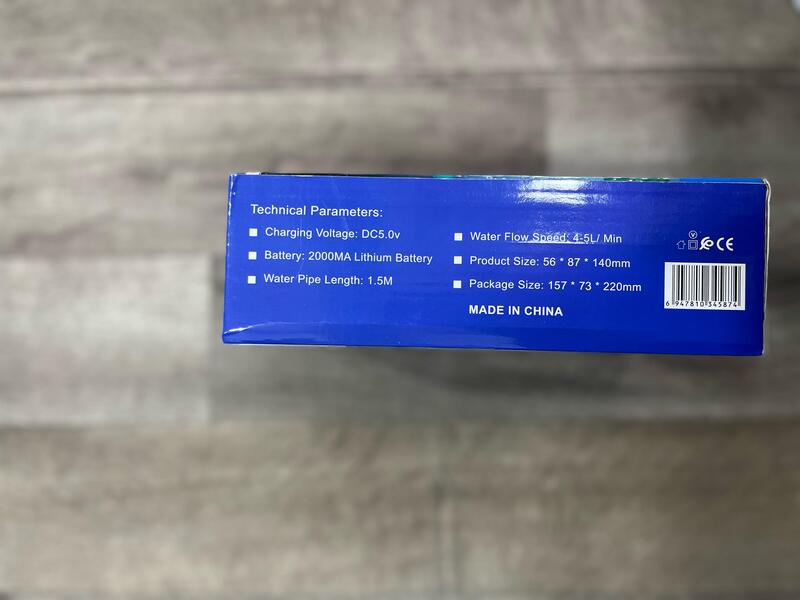 Technical Parameters:
Charging Voltage: DC5.0v
Battery: 2000MA Lithium Battery
Water Pipe Length: 1.5M
Water Flow Speed: 4-5L/ Min
Product Size: 56 * 87 * 140mm
Package Size: 157 * 73 * 220mm
MADE IN CHINA
CE
6 947810 345874